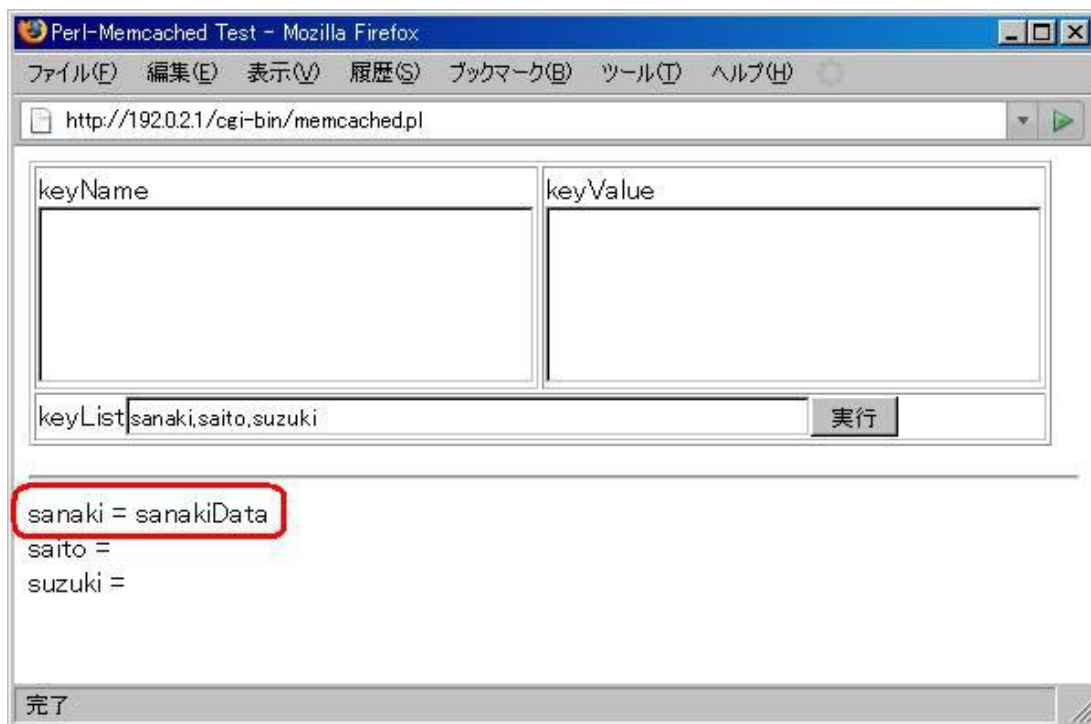 Perl-Memcached Test - Mozilla Firefox
ファイル(F) 編集(E) 表示(V) 履歴(S) ブックマーク(B) ツール(T) ヘルプ(H)
http://192.0.2.1/cgi-bin/memcached.pl
keyName keyValue
keyList sanaki,saito,suzuki 実行
sanaki = sanakiData
saito =
suzuki =
完了